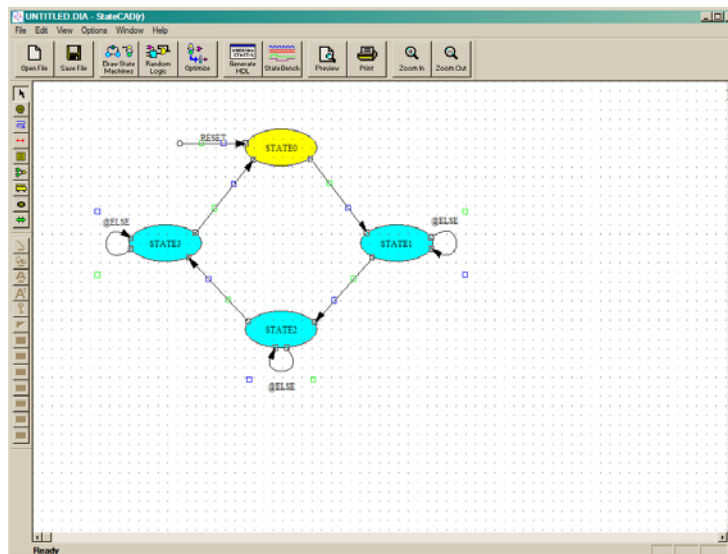 UNTITLED.DIA - StateCAD(r)
File Edit View Options Window Help
Open File Save File Draw State Machines Random Logic Optimize Generate HDL State Bench Preview Print Zoom In Zoom Out
RESET
STATE0
@ELSE
@ELSE
STATE3
STATE1
STATE2
@ELSE
Ready